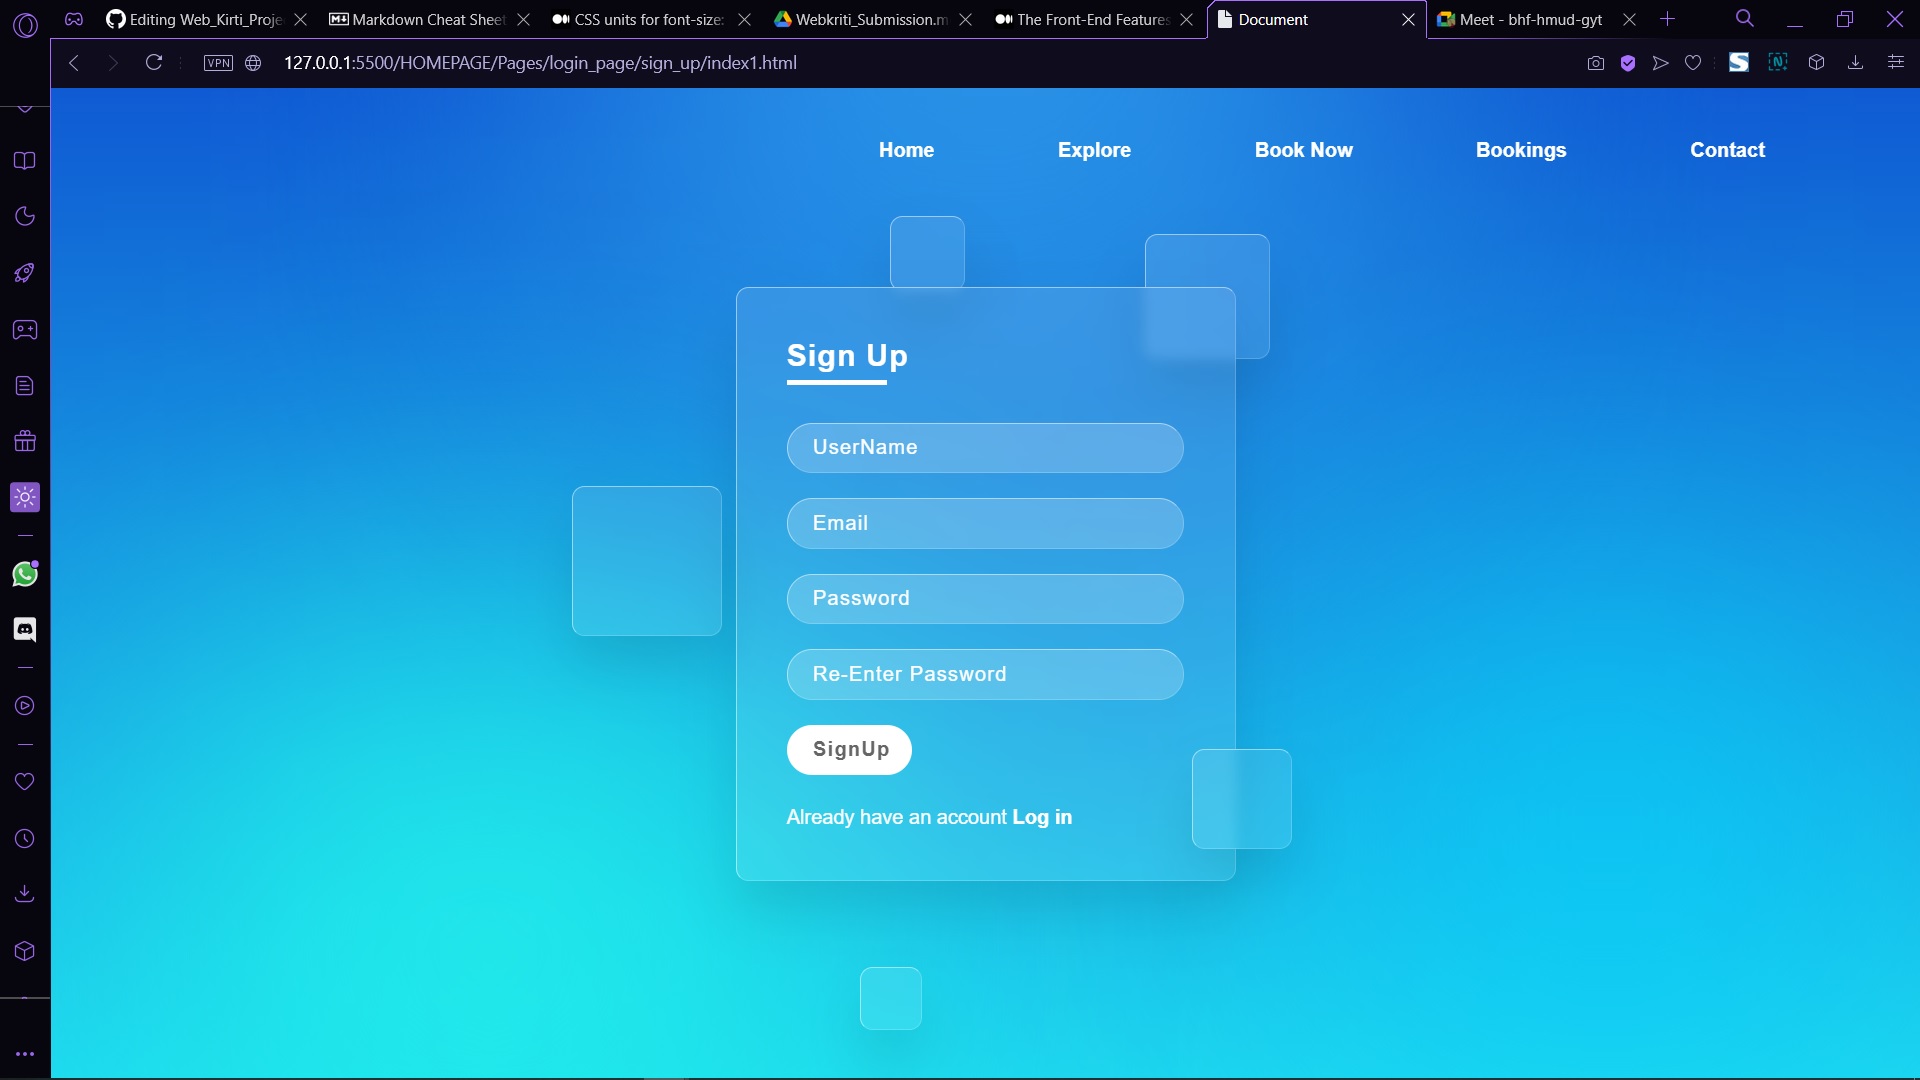 Editing Web_Kirti_Proje
Markdown Cheat Sheet
CSS units for font-size:
Webkriti_Submission.m
The Front-End Features
Document
Meet - bhf-hmud-gyt
VPN
127.0.0.1:5500/HOMEPAGE/Pages/login_page/sign_up/index1.html
Home
Explore
Book Now
Bookings
Contact
Sign Up
UserName
Email
Password
Re-Enter Password
SignUp
Already have an account Log in